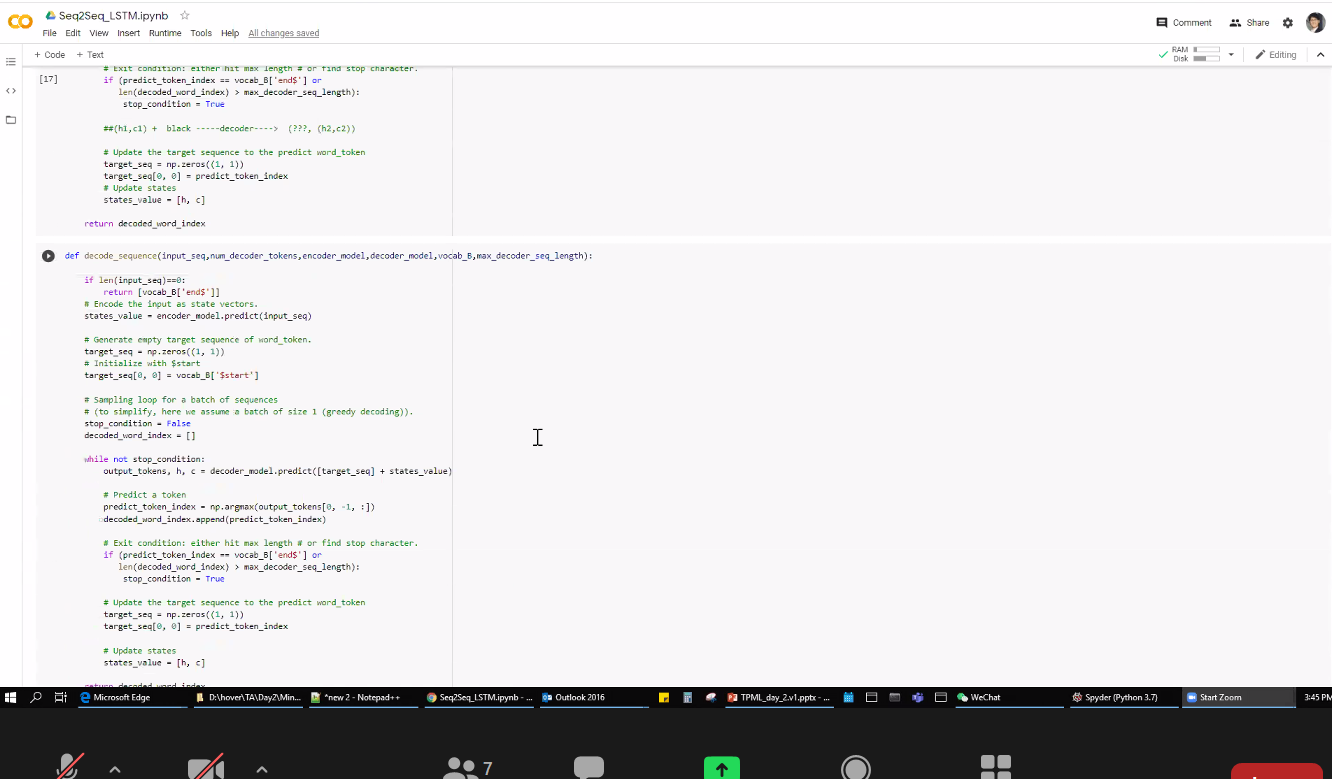 Seq2Seq_LSTM.ipynb
File Edit View Insert Runtime Tools Help All changes saved
Comment Share
+ Code + Text
RAM
Disk
Editing
# Exit condition: either hit max length # or find stop character.
[17]
if (predict_token_index == vocab_B['end$'] or
len(decoded_word_index) > max_decoder_seq_length):
stop_condition = True
##(h1,c1) + black -----decoder----> (???, (h2,c2))
# Update the target sequence to the predict word_token
target_seq = np.zeros((1, 1))
target_seq[0, 0] = predict_token_index
# Update states
states_value = [h, c]
return decoded_word_index
def decode_sequence(input_seq,num_decoder_tokens,encoder_model,decoder_model,vocab_B,max_decoder_seq_length):
if len(input_seq)==0:
return [vocab_B['end$']]
# Encode the input as state vectors.
states_value = encoder_model.predict(input_seq)
# Generate empty target sequence of word_token.
target_seq = np.zeros((1, 1))
# Initialize with $start
target_seq[0, 0] = vocab_B['$start']
# Sampling loop for a batch of sequences
# (to simplify, here we assume a batch of size 1 (greedy decoding)).
stop_condition = False
decoded_word_index = []
while not stop_condition:
output_tokens, h, c = decoder_model.predict([target_seq] + states_value)
# Predict a token
predict_token_index = np.argmax(output_tokens[0, -1, :])
decoded_word_index.append(predict_token_index)
# Exit condition: either hit max length # or find stop character.
if (predict_token_index == vocab_B['end$'] or
len(decoded_word_index) > max_decoder_seq_length):
stop_condition = True
# Update the target sequence to the predict word_token
target_seq = np.zeros((1, 1))
target_seq[0, 0] = predict_token_index
# Update states
states_value = [h, c]
return decoded_word_index
Microsoft Edge D:\hover\TA\Day2\Min... *new 2 - Notepad++ Seq2Seq_LSTM.ipynb - ... Outlook 2016 TPML_day_2.v1.pptx - ... WeChat Spyder (Python 3.7) Start Zoom 3:45 PM
7